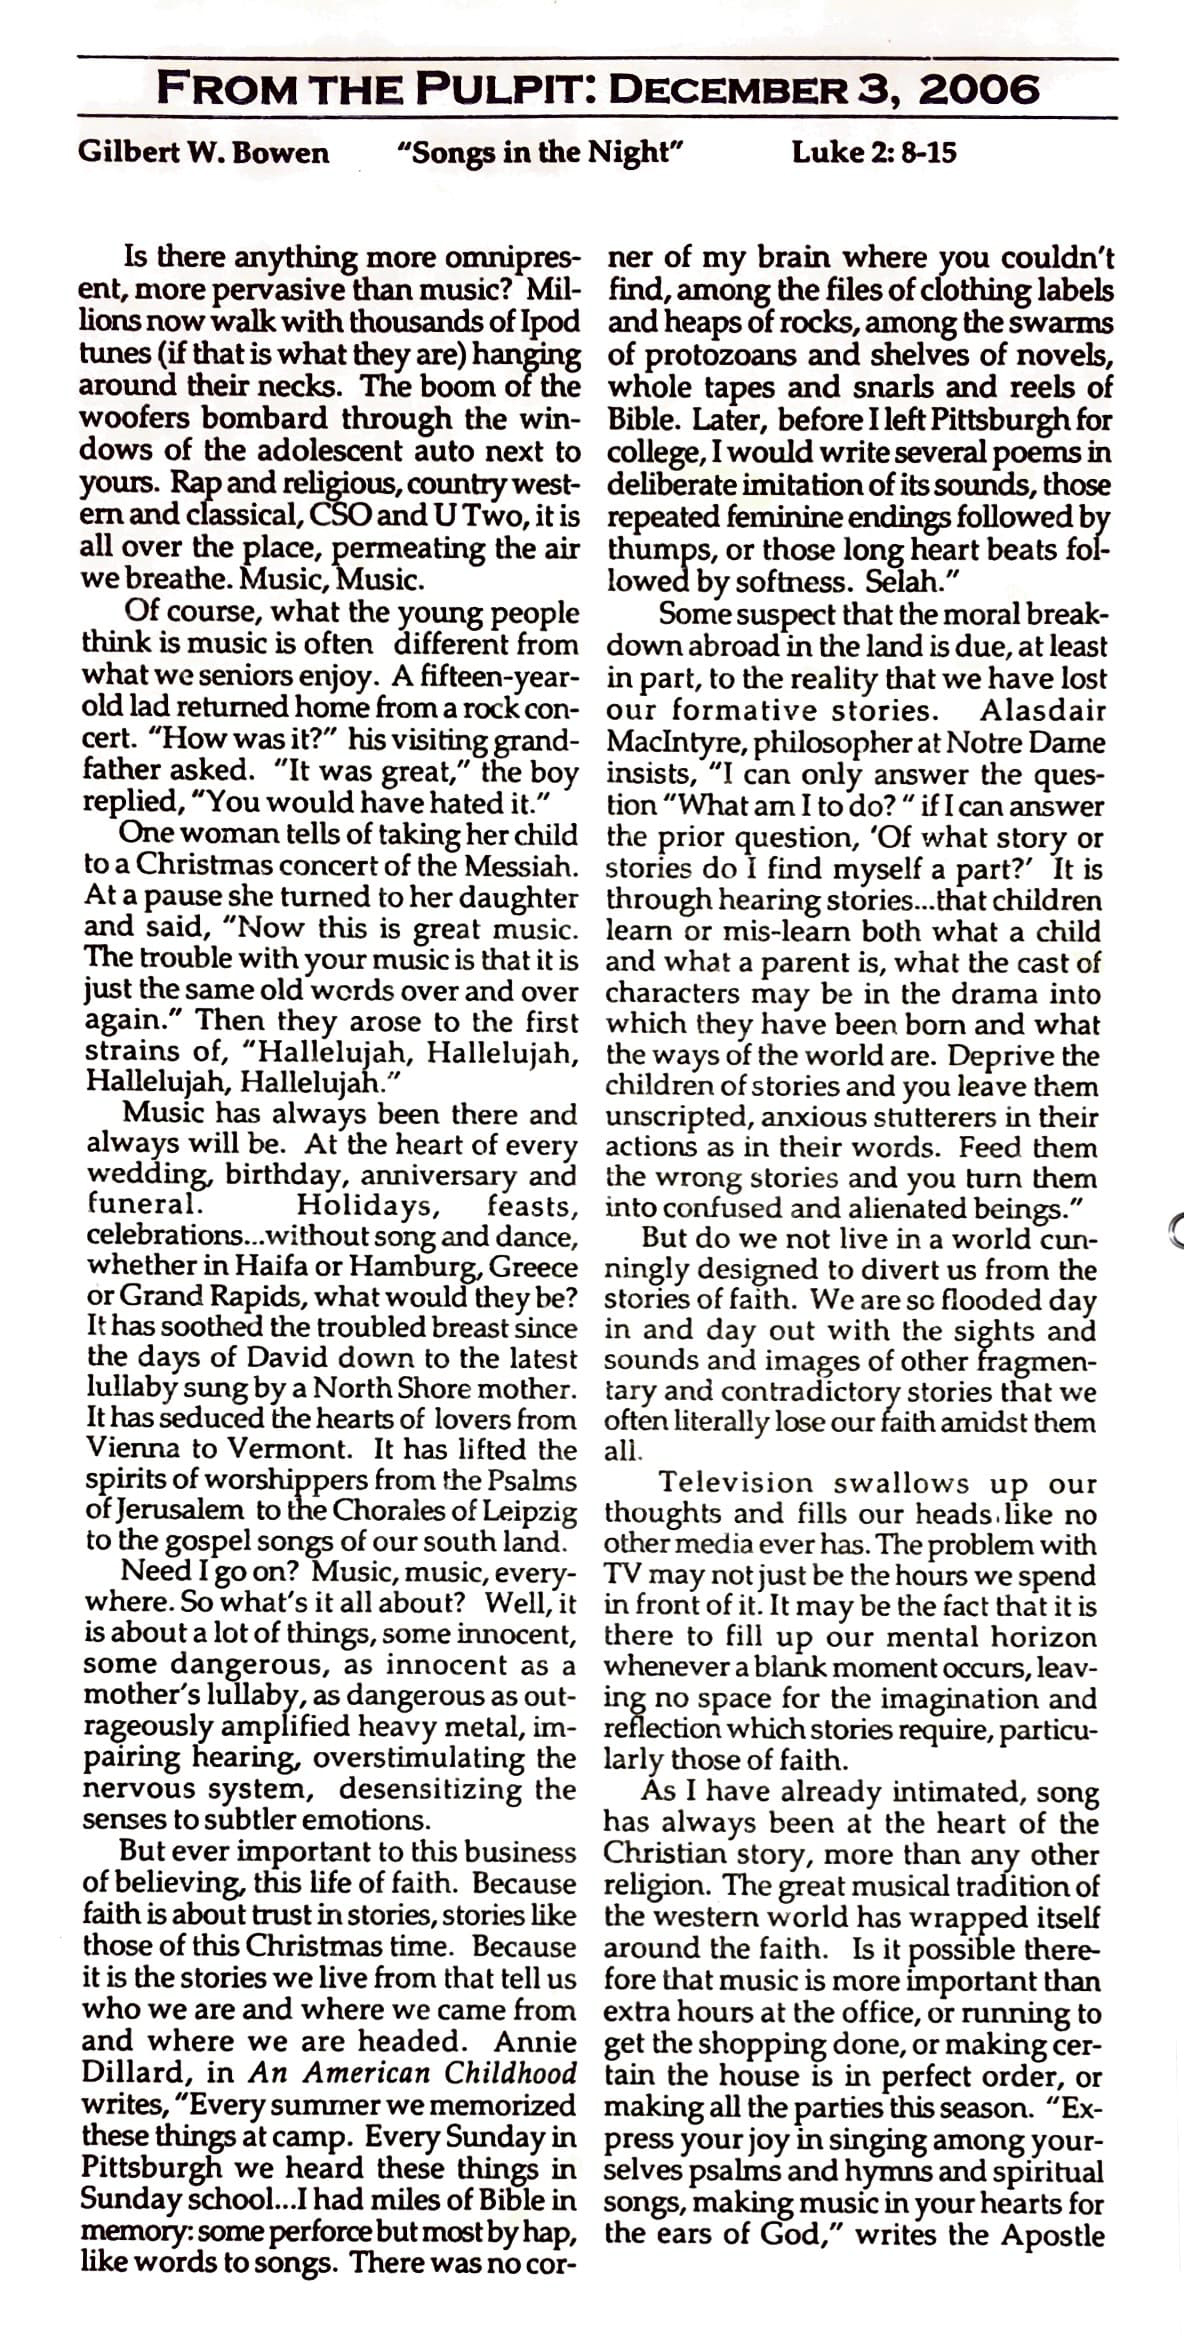 FROM THE PULPIT: DECEMBER 3, 2006
Gilbert W. Bowen “Songs in the Night” Luke 2: 8-15
Is there anything more omnipres-
ent, more pervasive than music? Mil-
lions now walk with thousands of Ipod
tunes (if that is what they are) hanging
around their necks. The boom of the
woofers bombard through the win-
dows of the adolescent auto next to
yours. Rap and religious, country west-
ern and classical, CSO and U Two, it is
all over the place, permeating the air
we breathe. Music, Music.
Of course, what the young people
think is music is often different from
what we seniors enjoy. A fifteen-year-
old lad returned home from a rock con-
cert. “How was it?” his visiting grand-
father asked. “It was great,” the boy
replied, “You would have hated it.”
One woman tells of taking her child
to a Christmas concert of the Messiah.
At a pause she turned to her daughter
and said, “Now this is great music.
The trouble with your music is that it is
just the same old words over and over
again.” Then they arose to the first
strains of, “Hallelujah, Hallelujah,
Hallelujah, Hallelujah.”
Music has always been there and
always will be. At the heart of every
wedding, birthday, anniversary and
funeral. Holidays, feasts,
celebrations...without song and dance,
whether in Haifa or Hamburg, Greece
or Grand Rapids, what would they be?
It has soothed the troubled breast since
the days of David down to the latest
lullaby sung by a North Shore mother.
It has seduced the hearts of lovers from
Vienna to Vermont. It has lifted the
spirits of worshippers from the Psalms
of Jerusalem to the Chorales of Leipzig
to the gospel songs of our south land.
Need I go on? Music, music, every-
where. So what’s it all about? Well, it
is about a lot of things, some innocent,
some dangerous, as innocent as a
mother’s lullaby, as dangerous as out-
rageously amplified heavy metal, im-
pairing hearing, overstimulating the
nervous system, desensitizing the
senses to subtler emotions.
But ever important to this business
of believing, this life of faith. Because
faith is about trust in stories, stories like
those of this Christmas time. Because
it is the stories we live from that tell us
who we are and where we came from
and where we are headed. Annie
Dillard, in An American Childhood
writes, “Every summer we memorized
these things at camp. Every Sunday in
Pittsburgh we heard these things in
Sunday school...I had miles of Bible in
memory: some perforce but most by hap,
like words to songs. There was no cor-
ner of my brain where you couldn’t
find, among the files of clothing labels
and heaps of rocks, among the swarms
of protozoans and shelves of novels,
whole tapes and snarls and reels of
Bible. Later, before I left Pittsburgh for
college, I would write several poems in
deliberate imitation of its sounds, those
repeated feminine endings followed by
thumps, or those long heart beats fol-
lowed by softness. Selah.”
Some suspect that the moral break-
down abroad in the land is due, at least
in part, to the reality that we have lost
our formative stories. Alasdair
MacIntyre, philosopher at Notre Dame
insists, “I can only answer the ques-
tion “What am I to do? ” if I can answer
the prior question, ‘Of what story or
stories do I find myself a part?’ It is
through hearing stories...that children
learn or mis-learn both what a child
and what a parent is, what the cast of
characters may be in the drama into
which they have been born and what
the ways of the world are. Deprive the
children of stories and you leave them
unscripted, anxious stutterers in their
actions as in their words. Feed them
the wrong stories and you turn them
into confused and alienated beings.”
But do we not live in a world cun-
ningly designed to divert us from the
stories of faith. We are so flooded day
in and day out with the sights and
sounds and images of other fragmen-
tary and contradictory stories that we
often literally lose our faith amidst them
all.
Television swallows up our
thoughts and fills our heads like no
other media ever has. The problem with
TV may not just be the hours we spend
in front of it. It may be the fact that it is
there to fill up our mental horizon
whenever a blank moment occurs, leav-
ing no space for the imagination and
reflection which stories require, particu-
larly those of faith.
As I have already intimated, song
has always been at the heart of the
Christian story, more than any other
religion. The great musical tradition of
the western world has wrapped itself
around the faith. Is it possible there-
fore that music is more important than
extra hours at the office, or running to
get the shopping done, or making cer-
tain the house is in perfect order, or
making all the parties this season. “Ex-
press your joy in singing among your-
selves psalms and hymns and spiritual
songs, making music in your hearts for
the ears of God,” writes the Apostle